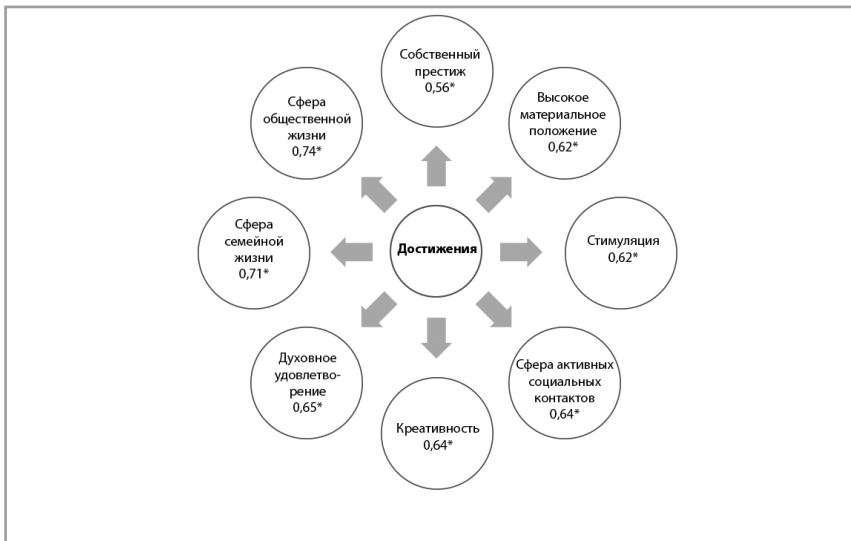 Собственный
престиж
0,56*
Высокое
материальное
положение
0,62*
Стимуляция
0,62*
Сфера активных
социальных
контактов
0,64*
Креативность
0,64*
Духовное
удовлетво-
рение
0,65*
Сфера
семейной
жизни
0,71*
Сфера
общественной
жизни
0,74*
Достижения